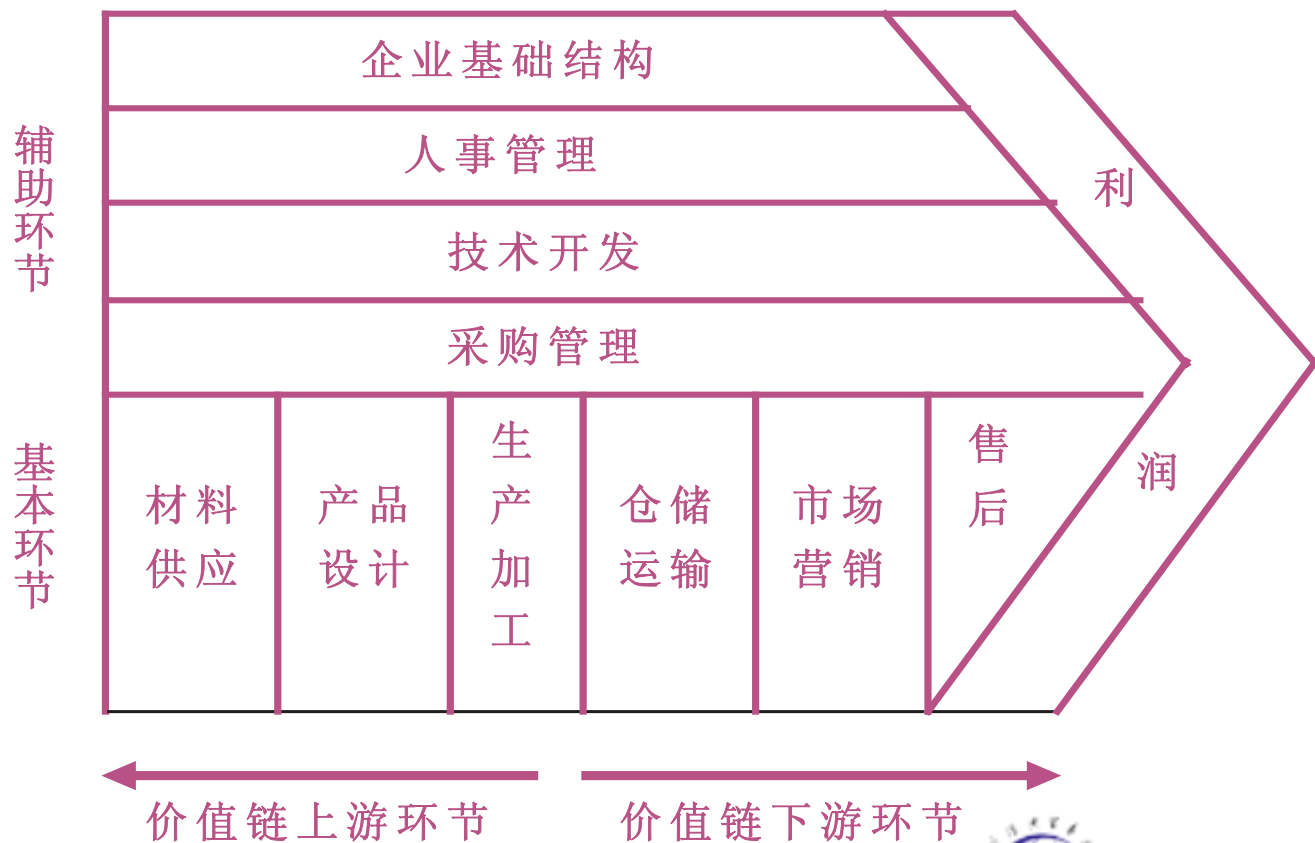 企业基础结构
人事管理
技术开发
采购管理
辅助环节
基本环节
材料
供应
产品
设计
生产加工
仓储
运输
市场
营销
售后
利润
价值链上游环节
价值链下游环节